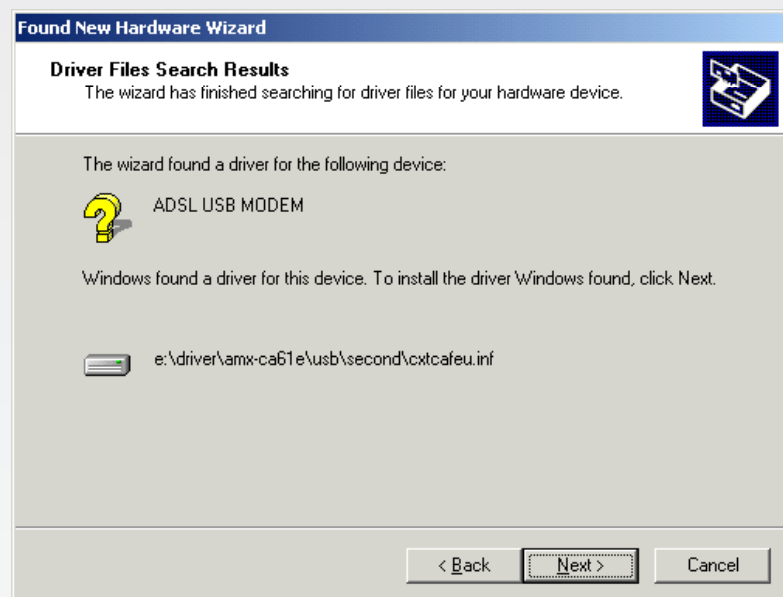 Found New Hardware Wizard
Driver Files Search Results
The wizard has finished searching for driver files for your hardware device.
The wizard found a driver for the following device:
ADSL USB MODEM
Windows found a driver for this device. To install the driver Windows found, click Next.
e:\driver\amx-ca61e\usb\second\cxtcafeu.inf
< Back
Next >
Cancel